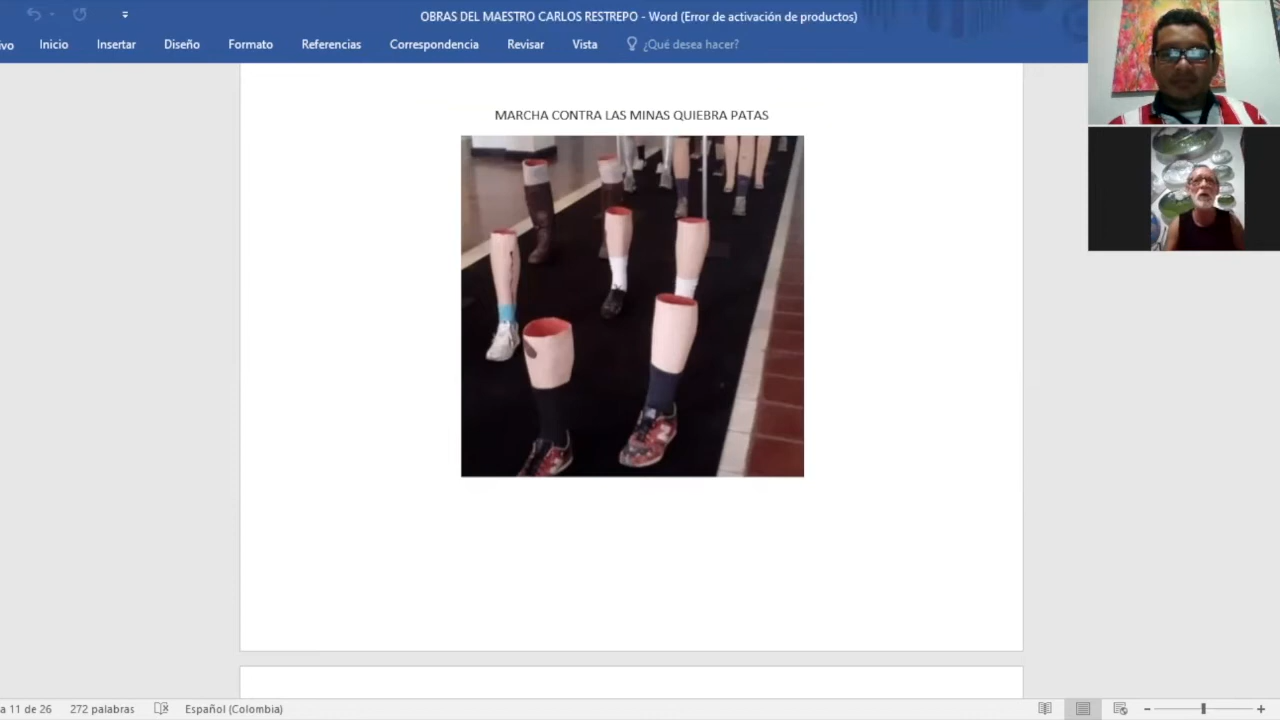 OBRAS DEL MAESTRO CARLOS RESTREPO - Word (Error de activación de productos)
vo Inicio Insertar Diseño Formato Referencias Correspondencia Revisar Vista ¿Qué desea hacer?
MARCHA CONTRA LAS MINAS QUIEBRA PATAS
a 11 de 26 272 palabras Español (Colombia)